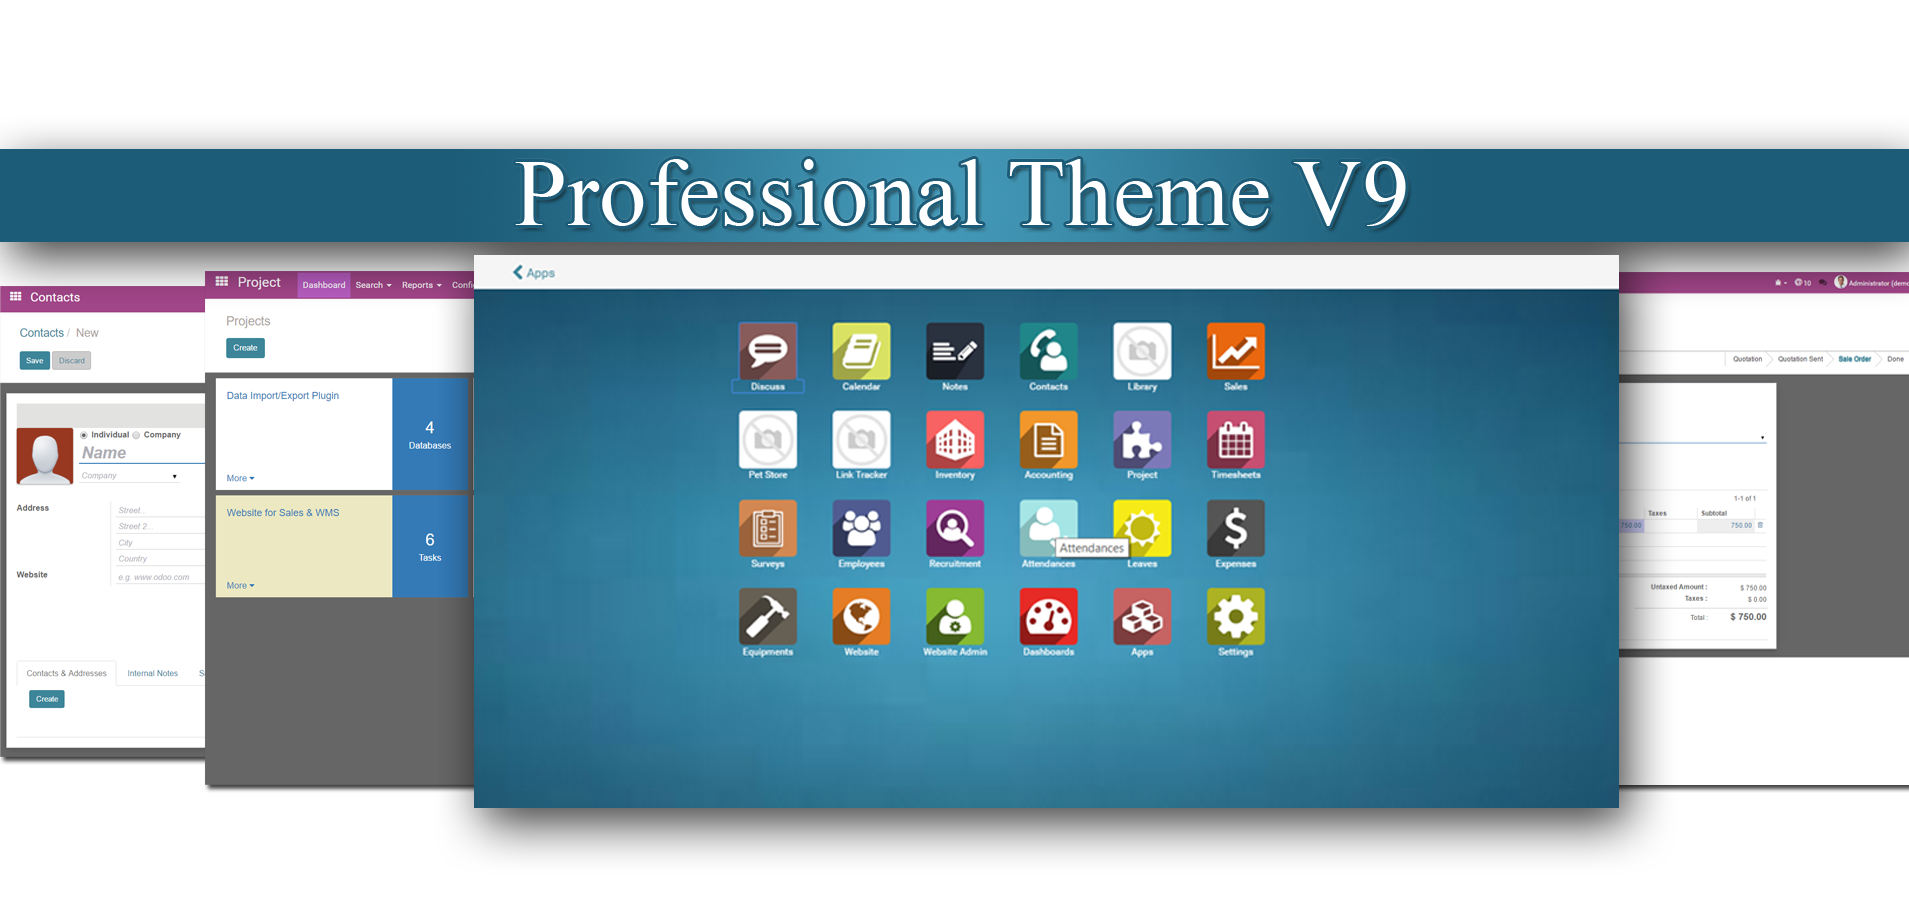 Professional Theme V9
Contacts
Contacts / New
Save Discard
Individual Company
Name
Company
Address
Street...
Street 2...
City
Country
Website
e.g. www.odoo.com
Contacts & Addresses Internal Notes S
Create
Project Dashboard Search Reports Confi
Projects
Create
Data Import/Export Plugin
4
Databases
More
Website for Sales & WMS
6
Tasks
More
Apps
Discuss Calendar Notes Contacts Library Sales
Pet Store Link Tracker Inventory Accounting Project Timesheets
Surveys Employees Recruitment Attendances Leaves Expenses
Attendances
Equipments Website Website Admin Dashboards Apps Settings
10 Administrator (demo
Quotation Quotation Sent Sale Order Done
1-1 of 1
Taxes Subtotal
750.00 750.00
Untaxed Amount : $ 750.00
Taxes : $ 0.00
Total : $ 750.00